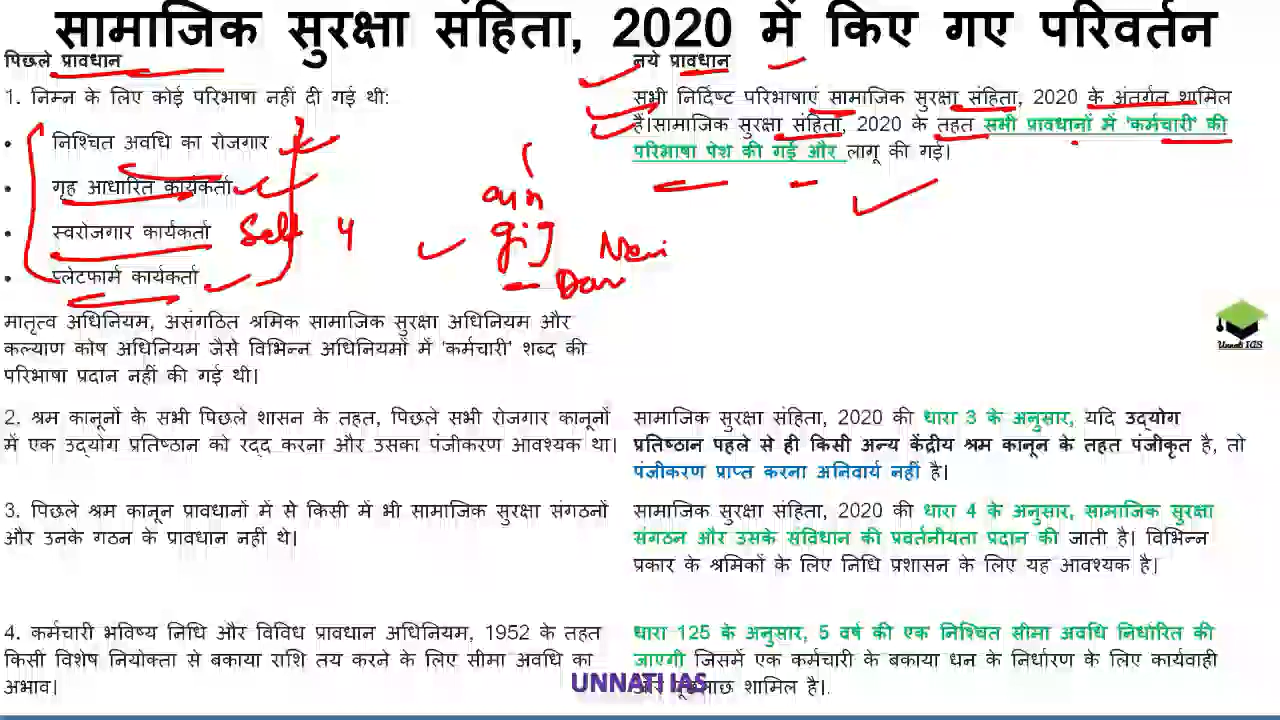 सामाजिक सुरक्षा संहिता, 2020 में किए गए परिवर्तन
पिछले प्रावधान
1. निम्न के लिए कोई परिभाषा नहीं दी गई थी:
• निश्चित अवधि का रोजगार
• गृह आधारित कार्यकर्ता
• स्वरोजगार कार्यकर्ता
• प्लेटफार्म कार्यकर्ता
Self 4
gig
मातृत्व अधिनियम, असंगठित श्रमिक सामाजिक सुरक्षा अधिनियम और
कल्याण कोष अधिनियम जैसे विभिन्न अधिनियमों में 'कर्मचारी' शब्द की
परिभाषा प्रदान नहीं की गई थी|
नये प्रावधान
सभी निर्दिष्ट परिभाषाएं सामाजिक सुरक्षा संहिता, 2020 के अंतर्गत शामिल
हैं|सामाजिक सुरक्षा संहिता, 2020 के तहत सभी प्रावधानों में 'कर्मचारी' की
परिभाषा पेश की गई और लागू की गई|
2. श्रम कानूनों के सभी पिछले शासन के तहत, पिछले सभी रोजगार कानूनों
में एक उद्योग प्रतिष्ठान को रद्द करना और उसका पंजीकरण आवश्यक था|
सामाजिक सुरक्षा संहिता, 2020 की धारा 3 के अनुसार, यदि उद्योग
प्रतिष्ठान पहले से ही किसी अन्य केंद्रीय श्रम कानून के तहत पंजीकृत है, तो
पंजीकरण प्राप्त करना अनिवार्य नहीं है|
3. पिछले श्रम कानून प्रावधानों में से किसी में भी सामाजिक सुरक्षा संगठनों
और उनके गठन के प्रावधान नहीं थे|
सामाजिक सुरक्षा संहिता, 2020 की धारा 4 के अनुसार, सामाजिक सुरक्षा
संगठन और उसके संविधान की प्रवर्तनीयता प्रदान की जाती है| विभिन्न
प्रकार के श्रमिकों के लिए निधि प्रशासन के लिए यह आवश्यक है|
4. कर्मचारी भविष्य निधि और विविध प्रावधान अधिनियम, 1952 के तहत
किसी विशेष नियोक्ता से बकाया राशि तय करने के लिए सीमा अवधि का
अभाव|
धारा 125 के अनुसार, 5 वर्ष की एक निश्चित सीमा अवधि निर्धारित की
जाएगी जिसमें एक कर्मचारी के बकाया धन के निर्धारण के लिए कार्यवाही
शामिल है|.
UNNATI IAS
Unnati IAS